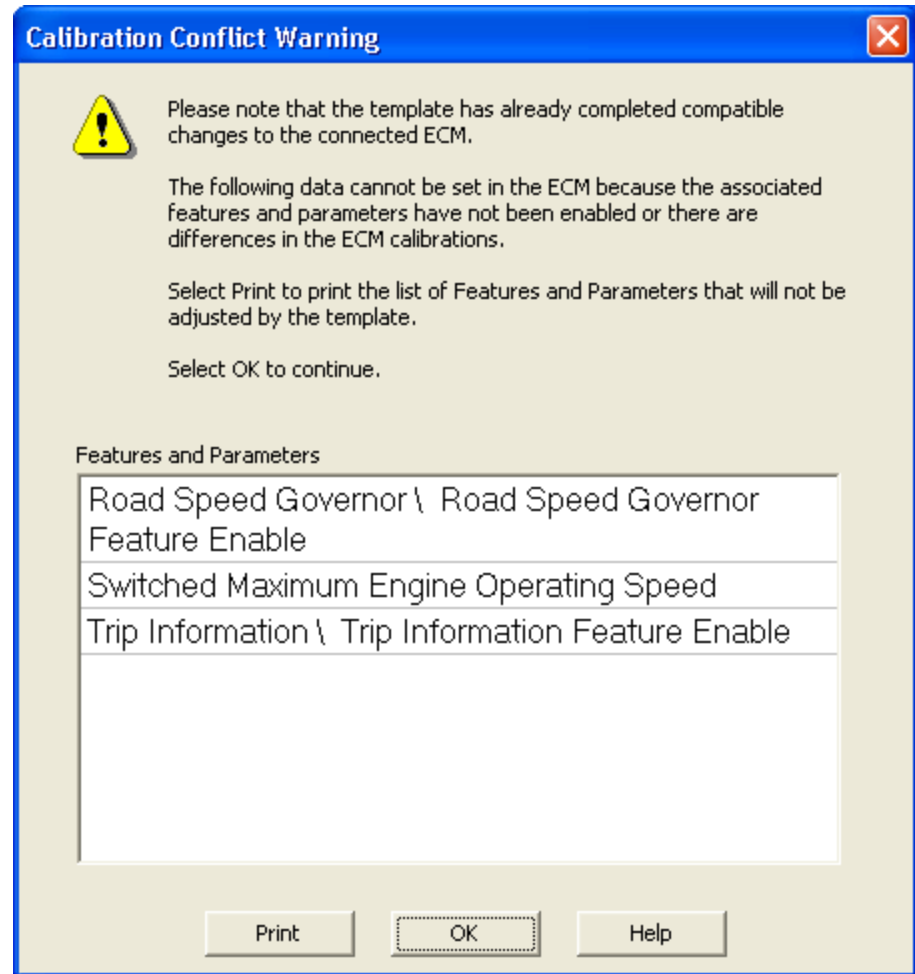 Calibration Conflict Warning
Please note that the template has already completed compatible
changes to the connected ECM.
The following data cannot be set in the ECM because the associated
features and parameters have not been enabled or there are
differences in the ECM calibrations.
Select Print to print the list of Features and Parameters that will not be
adjusted by the template.
Select OK to continue.
Features and Parameters
Road Speed Governor \ Road Speed Governor
Feature Enable
Switched Maximum Engine Operating Speed
Trip Information \ Trip Information Feature Enable
Print
OK
Help